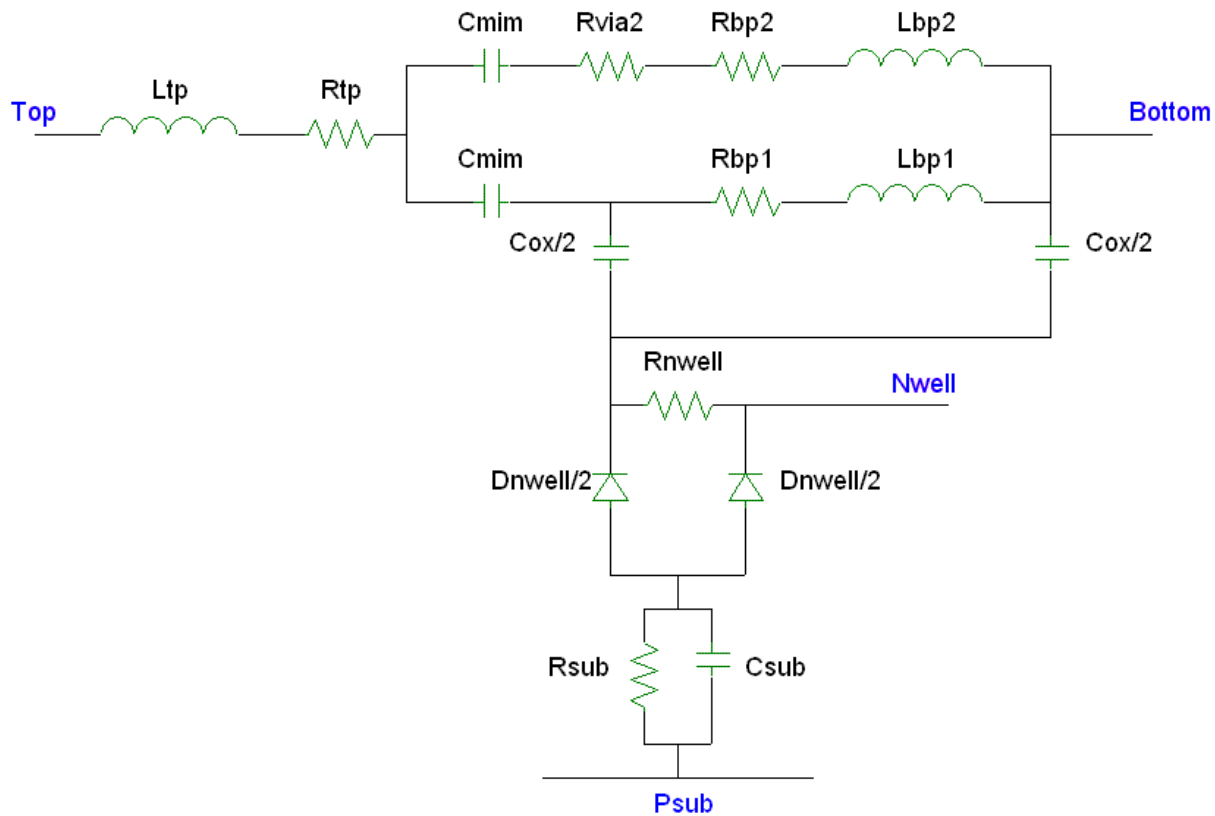 Cmim Rvia2 Rbp2 Lbp2
Ltp Rtp
Top Bottom
Cmim Rbp1 Lbp1
Cox/2 Cox/2
Rnwell
Nwell
Dnwell/2 Dnwell/2
Rsub Csub
Psub